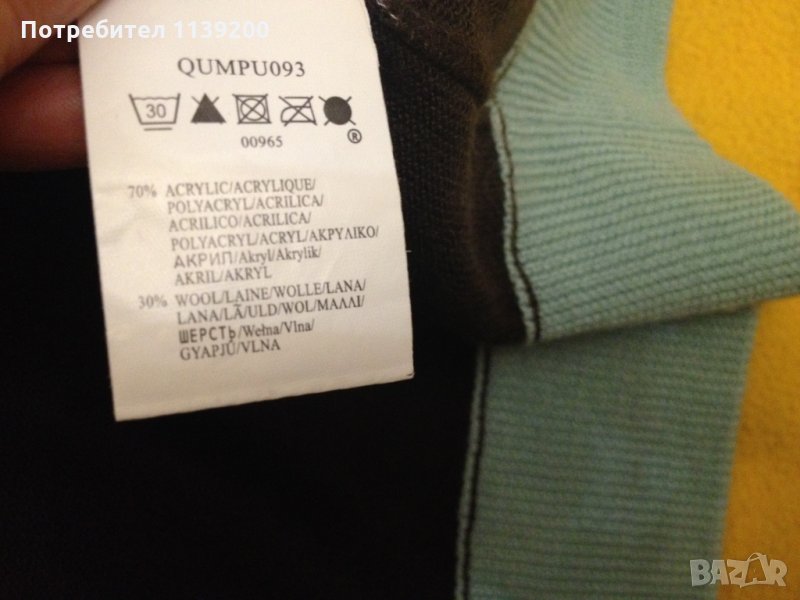 Потребител 1139200
QUMPU093
30
00965
®
70% ACRYLIC/ACRYLIQUE/
POLYACRYL/ACRILICA/
ACRILICO/ACRILICA/
POLYACRYL/ACRYL/ΑΚΡΥΛΙΚΟ/
АКРИЛ/Akryl/Akrylik/
AKRIL/AKRYL
30% WOOL/LAINE/WOLLE/LANA/
LANA/LÃ/ULD/WOL/ΜΑΛΛΙ/
ШЕРСТЬ/Wełna/Vlna/
GYAPJÚ/VLNA
BAZAR